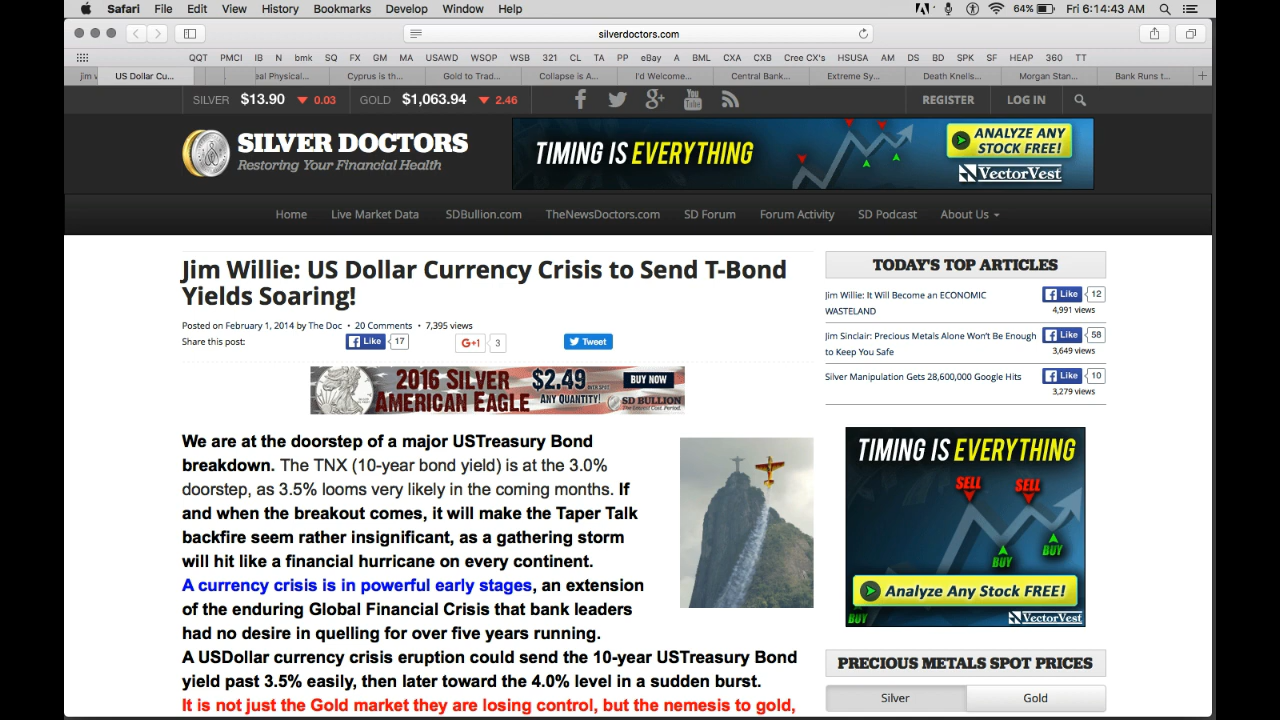 Safari File Edit View History Bookmarks Develop Window Help 64% Fri 6:14:43 AM
silverdoctors.com
QQT PMCI IB N bmk SQ FX GM MA USAWD WSOP WSB 321 CL TA PP eBay A BML CXA CXB Cree CX's HSUSA AM DS BD SPK SF HEAP 360 TT
jim v US Dollar Cu... eal Physical... Cyprus is th... Gold to Trad... Collapse is A... I'd Welcome... Central Bank... Extreme Sy... Death Knells... Morgan Stan... Bank Runs t...
SILVER $13.90 0.03 GOLD $1,063.94 2.46 REGISTER LOG IN
SILVER DOCTORS
Restoring Your Financial Health
TIMING IS EVERYTHING
ANALYZE ANY
STOCK FREE!
VectorVest
Home Live Market Data SDBullion.com TheNewsDoctors.com SD Forum Forum Activity SD Podcast About Us
Jim Willie: US Dollar Currency Crisis to Send T-Bond
Yields Soaring!
Posted on February 1, 2014 by The Doc • 20 Comments • 7,395 views
Share this post: Like 17 G+1 3 Tweet
2016 SILVER
AMERICAN EAGLE
$2.49 OVER SPOT
ANY QUANTITY!
BUY NOW
SD BULLION
The Lowest Cost. Period.
We are at the doorstep of a major USTreasury Bond
breakdown. The TNX (10-year bond yield) is at the 3.0%
doorstep, as 3.5% looms very likely in the coming months. If
and when the breakout comes, it will make the Taper Talk
backfire seem rather insignificant, as a gathering storm
will hit like a financial hurricane on every continent.
A currency crisis is in powerful early stages, an extension
of the enduring Global Financial Crisis that bank leaders
had no desire in quelling for over five years running.
A USDollar currency crisis eruption could send the 10-year USTreasury Bond
yield past 3.5% easily, then later toward the 4.0% level in a sudden burst.
It is not just the Gold market they are losing control, but the nemesis to gold,
TODAY'S TOP ARTICLES
Jim Willie: It Will Become an ECONOMIC
WASTELAND
Like 12
4,991 views
Jim Sinclair: Precious Metals Alone Won't Be Enough
to Keep You Safe
Like 58
3,649 views
Silver Manipulation Gets 28,600,000 Google Hits
Like 10
3,279 views
TIMING IS EVERYTHING
SELL
SELL
BUY
BUY
Analyze Any Stock FREE!
BUY
VectorVest
PRECIOUS METALS SPOT PRICES
Silver Gold